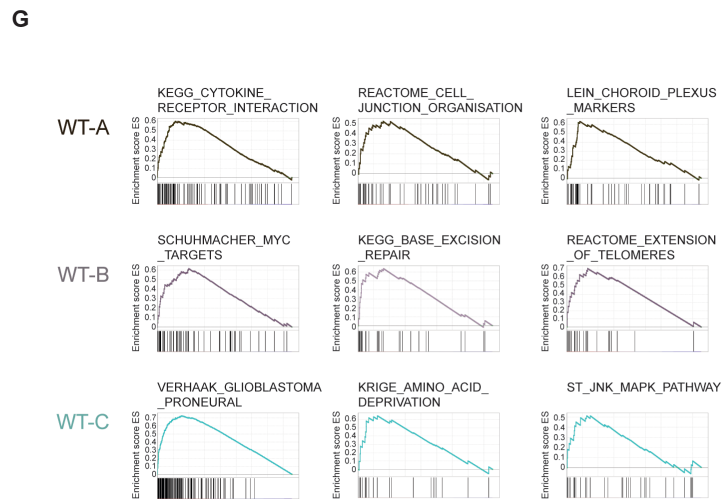 G
WT-A
KEGG_CYTOKINE_
RECEPTOR_INTERACTION
Enrichment score ES
0.6
0.5
0.4
0.3
0.2
0.1
0
REACTOME_CELL_
JUNCTION_ORGANISATION
Enrichment score ES
0.5
0.4
0.3
0.2
0.1
0
LEIN_CHOROID_PLEXUS
_MARKERS
Enrichment score ES
0.6
0.5
0.4
0.3
0.2
0.1
0
WT-B
SCHUHMACHER_MYC
_TARGETS
Enrichment score ES
0.6
0.5
0.4
0.3
0.2
0.1
0
KEGG_BASE_EXCISION
_REPAIR
Enrichment score ES
0.6
0.5
0.4
0.3
0.2
0.1
0
REACTOME_EXTENSION
_OF_TELOMERES
Enrichment score ES
0.7
0.6
0.5
0.4
0.3
0.2
0.1
0
WT-C
VERHAAK_GLIOBLASTOMA
_PRONEURAL
Enrichment score ES
0.7
0.6
0.5
0.4
0.3
0.2
0.1
0
KRIGE_AMINO_ACID_
DEPRIVATION
Enrichment score ES
0.6
0.5
0.4
0.3
0.2
0.1
0
ST_JNK_MAPK_PATHWAY
Enrichment score ES
0.5
0.4
0.3
0.2
0.1
0